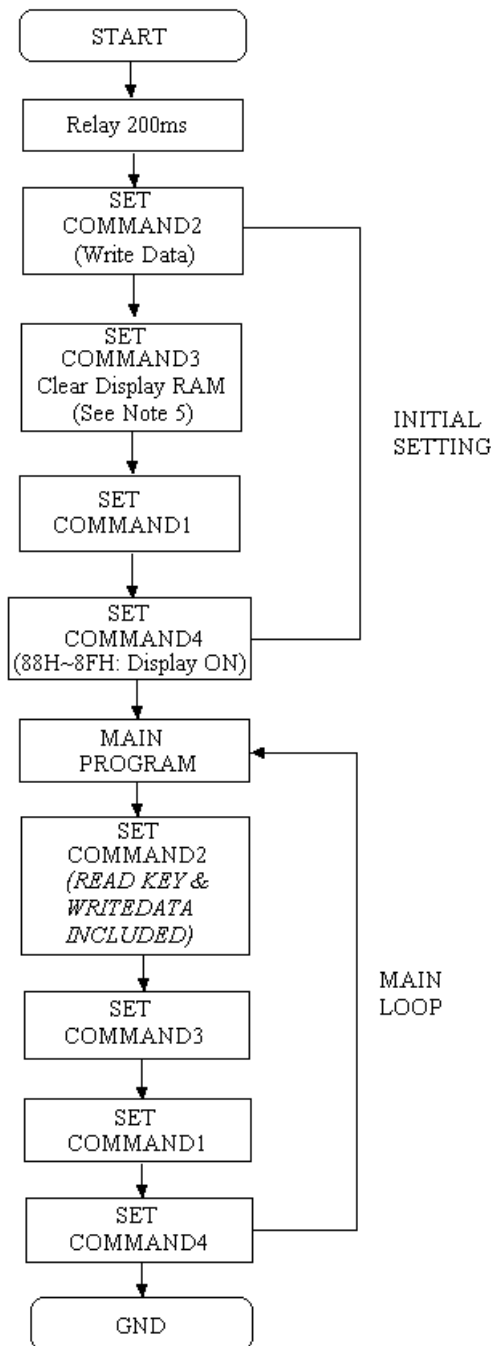 START
Relay 200ms
SET
COMMAND2
(Write Data)
SET
COMMAND3
Clear Display RAM
(See Note 5)
INITIAL
SETTING
SET
COMMAND1
SET
COMMAND4
(88H~8FH: Display ON)
MAIN
PROGRAM
SET
COMMAND2
(READ KEY &
WRITEDATA
INCLUDED)
MAIN
LOOP
SET
COMMAND3
SET
COMMAND1
SET
COMMAND4
GND